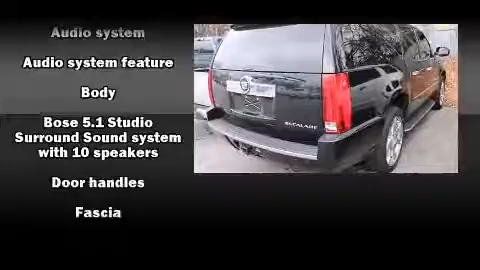 Audio system
Audio system feature
Body
Bose 5.1 Studio
Surround Sound system
with 10 speakers
Door handles
Fascia
ESCALADE